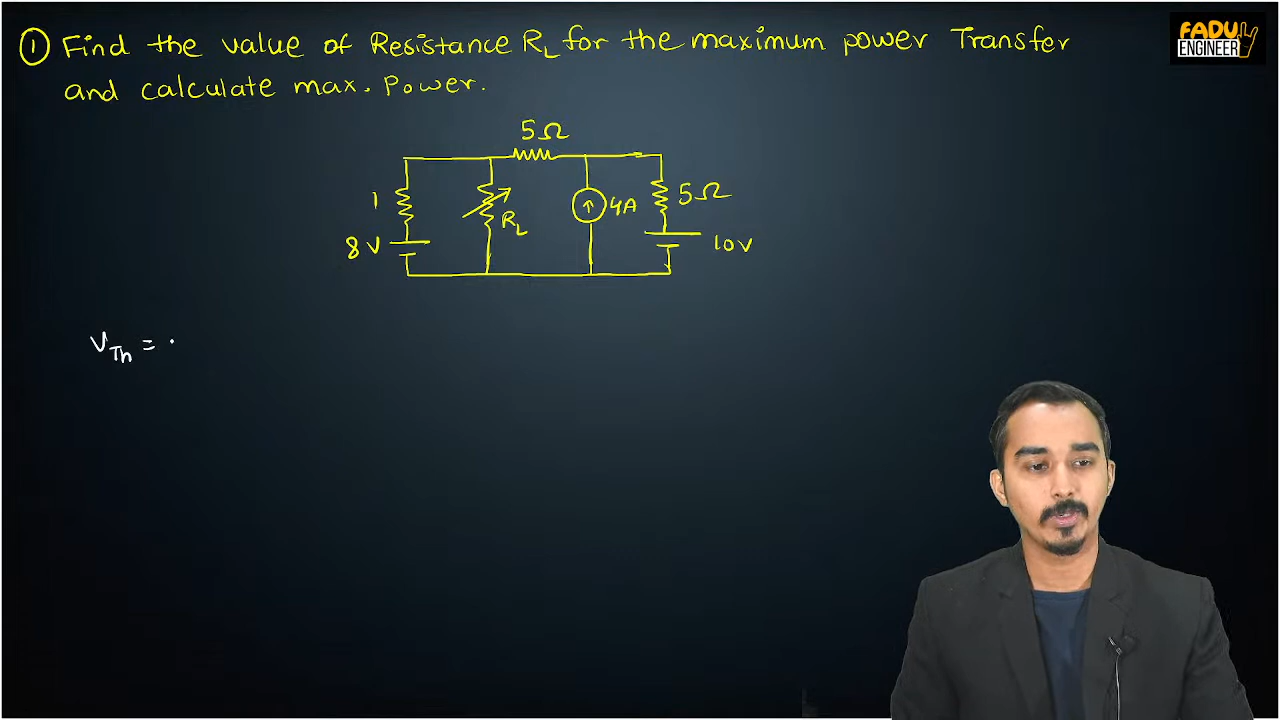 ① Find the value of Resistance RL for the maximum power Transfer
and calculate max. Power.
FADU
ENGINEER
5Ω
1
RL
4A
5Ω
8V
10V
VTh = .